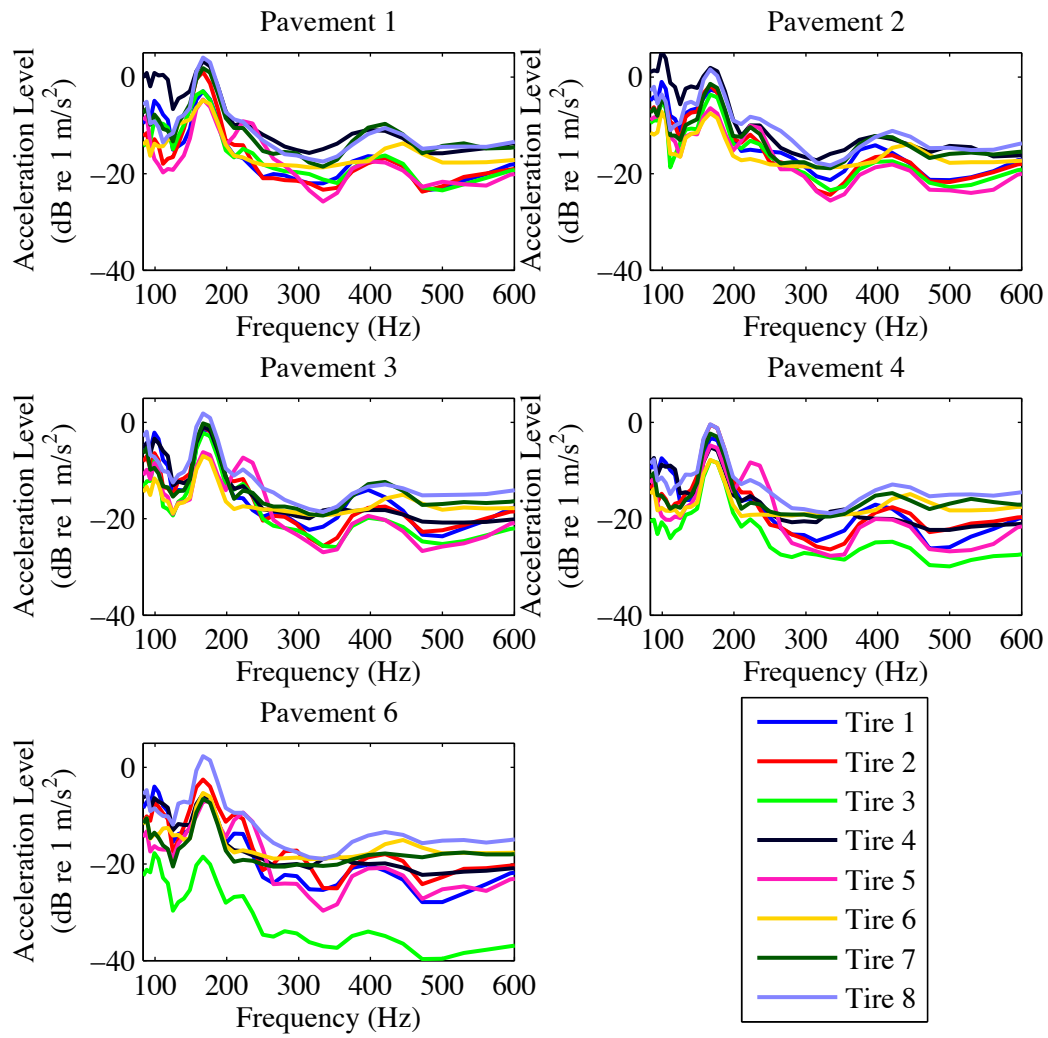 Pavement 1
Acceleration Level
(dB re 1 m/s²)
0
−20
−40
100 200 300 400 500 600
Frequency (Hz)
Pavement 2
Acceleration Level
(dB re 1 m/s²)
0
−20
−40
100 200 300 400 500 600
Frequency (Hz)
Pavement 3
Acceleration Level
(dB re 1 m/s²)
0
−20
−40
100 200 300 400 500 600
Frequency (Hz)
Pavement 4
Acceleration Level
(dB re 1 m/s²)
0
−20
−40
100 200 300 400 500 600
Frequency (Hz)
Pavement 6
Acceleration Level
(dB re 1 m/s²)
0
−20
−40
100 200 300 400 500 600
Frequency (Hz)
Tire 1
Tire 2
Tire 3
Tire 4
Tire 5
Tire 6
Tire 7
Tire 8